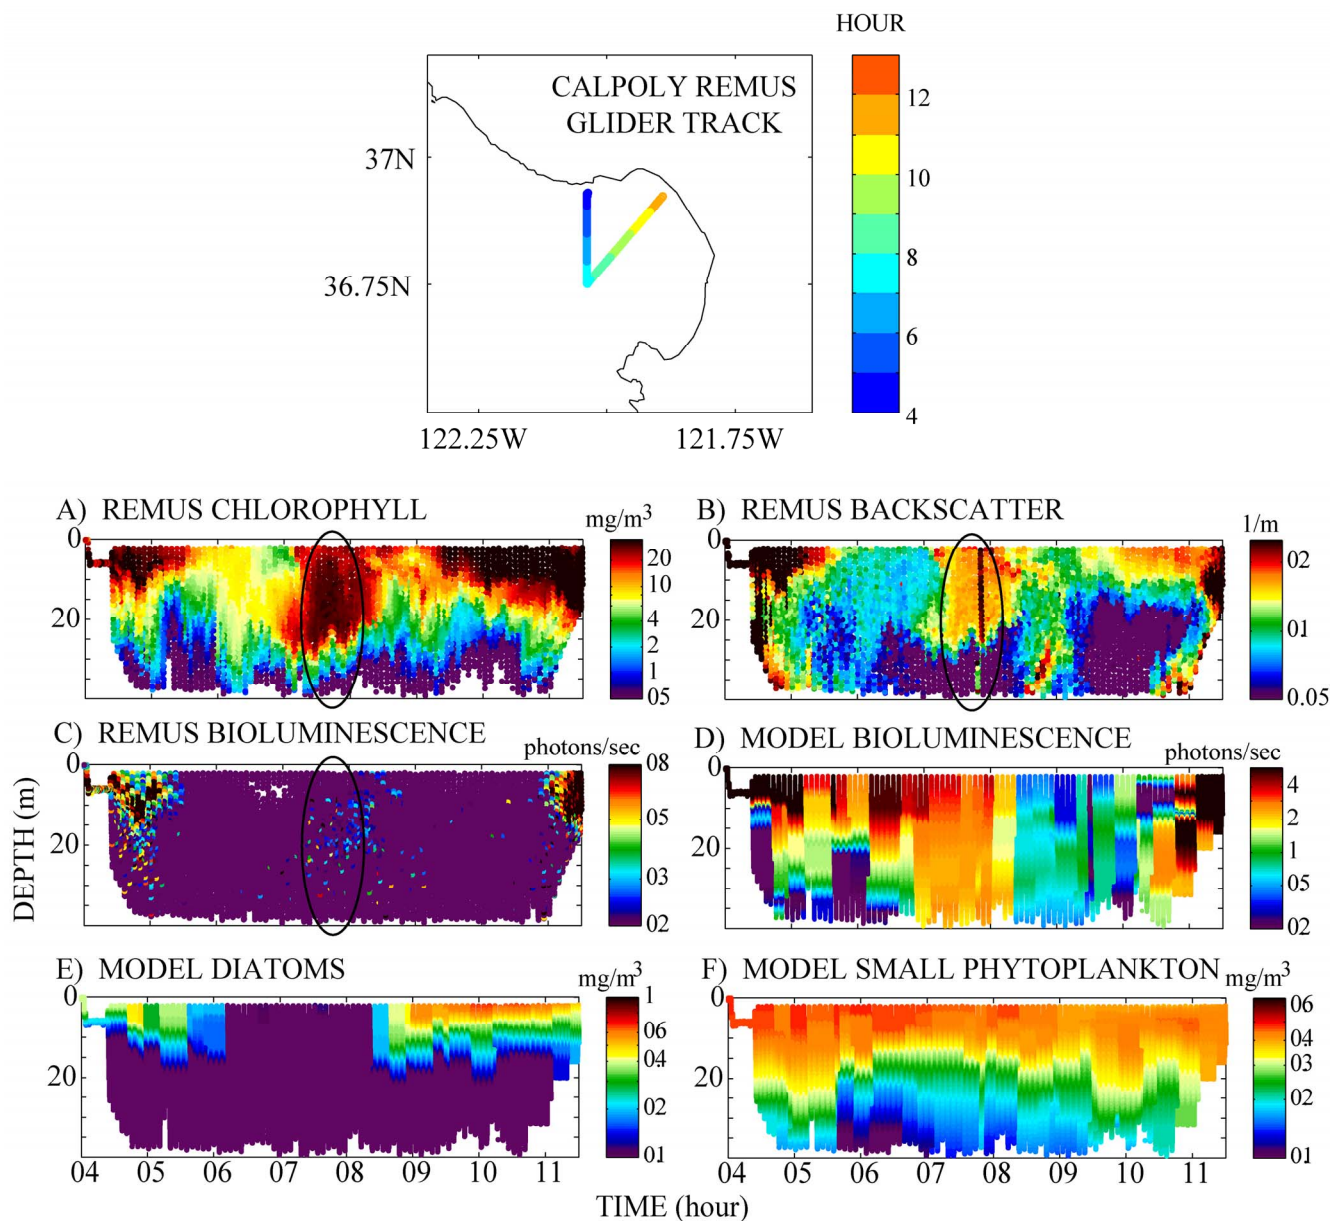 HOUR
CALPOLY REMUS
GLIDER TRACK
12
10
8
6
4
37N
36.75N
122.25W 121.75W
A) REMUS CHLOROPHYLL
mg/m³
0
20
20
10
4
2
1
05
B) REMUS BACKSCATTER
1/m
0
20
02
01
0.05
C) REMUS BIOLUMINESCENCE
photons/sec
0
20
08
05
03
02
D) MODEL BIOLUMINESCENCE
photons/sec
0
20
4
2
1
05
02
DEPTH (m)
E) MODEL DIATOMS
mg/m³
0
20
1
06
04
02
01
04 05 06 07 08 09 10 11
F) MODEL SMALL PHYTOPLANKTON
mg/m³
0
20
06
04
03
02
01
04 05 06 07 08 09 10 11
TIME (hour)